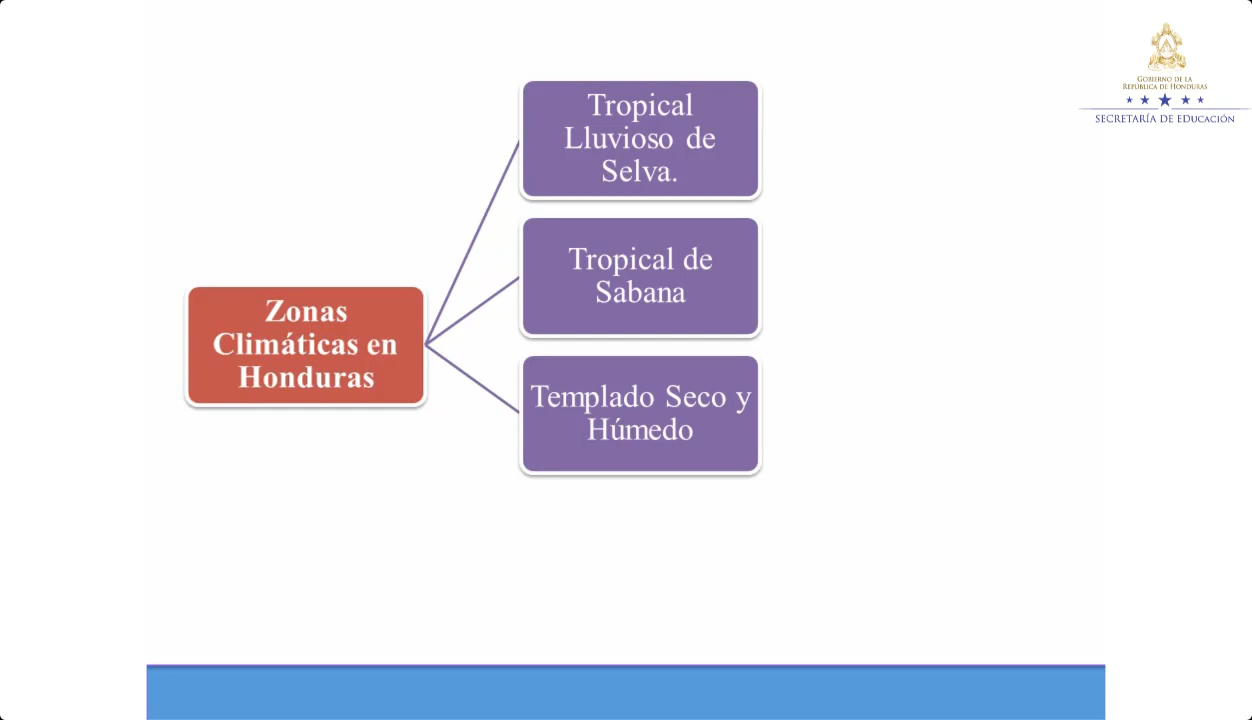 GOBIERNO DE LA
REPÚBLICA DE HONDURAS
SECRETARÍA DE EDUCACIÓN
Zonas
Climáticas en
Honduras
Tropical
Lluvioso de
Selva.
Tropical de
Sabana
Templado Seco y
Húmedo